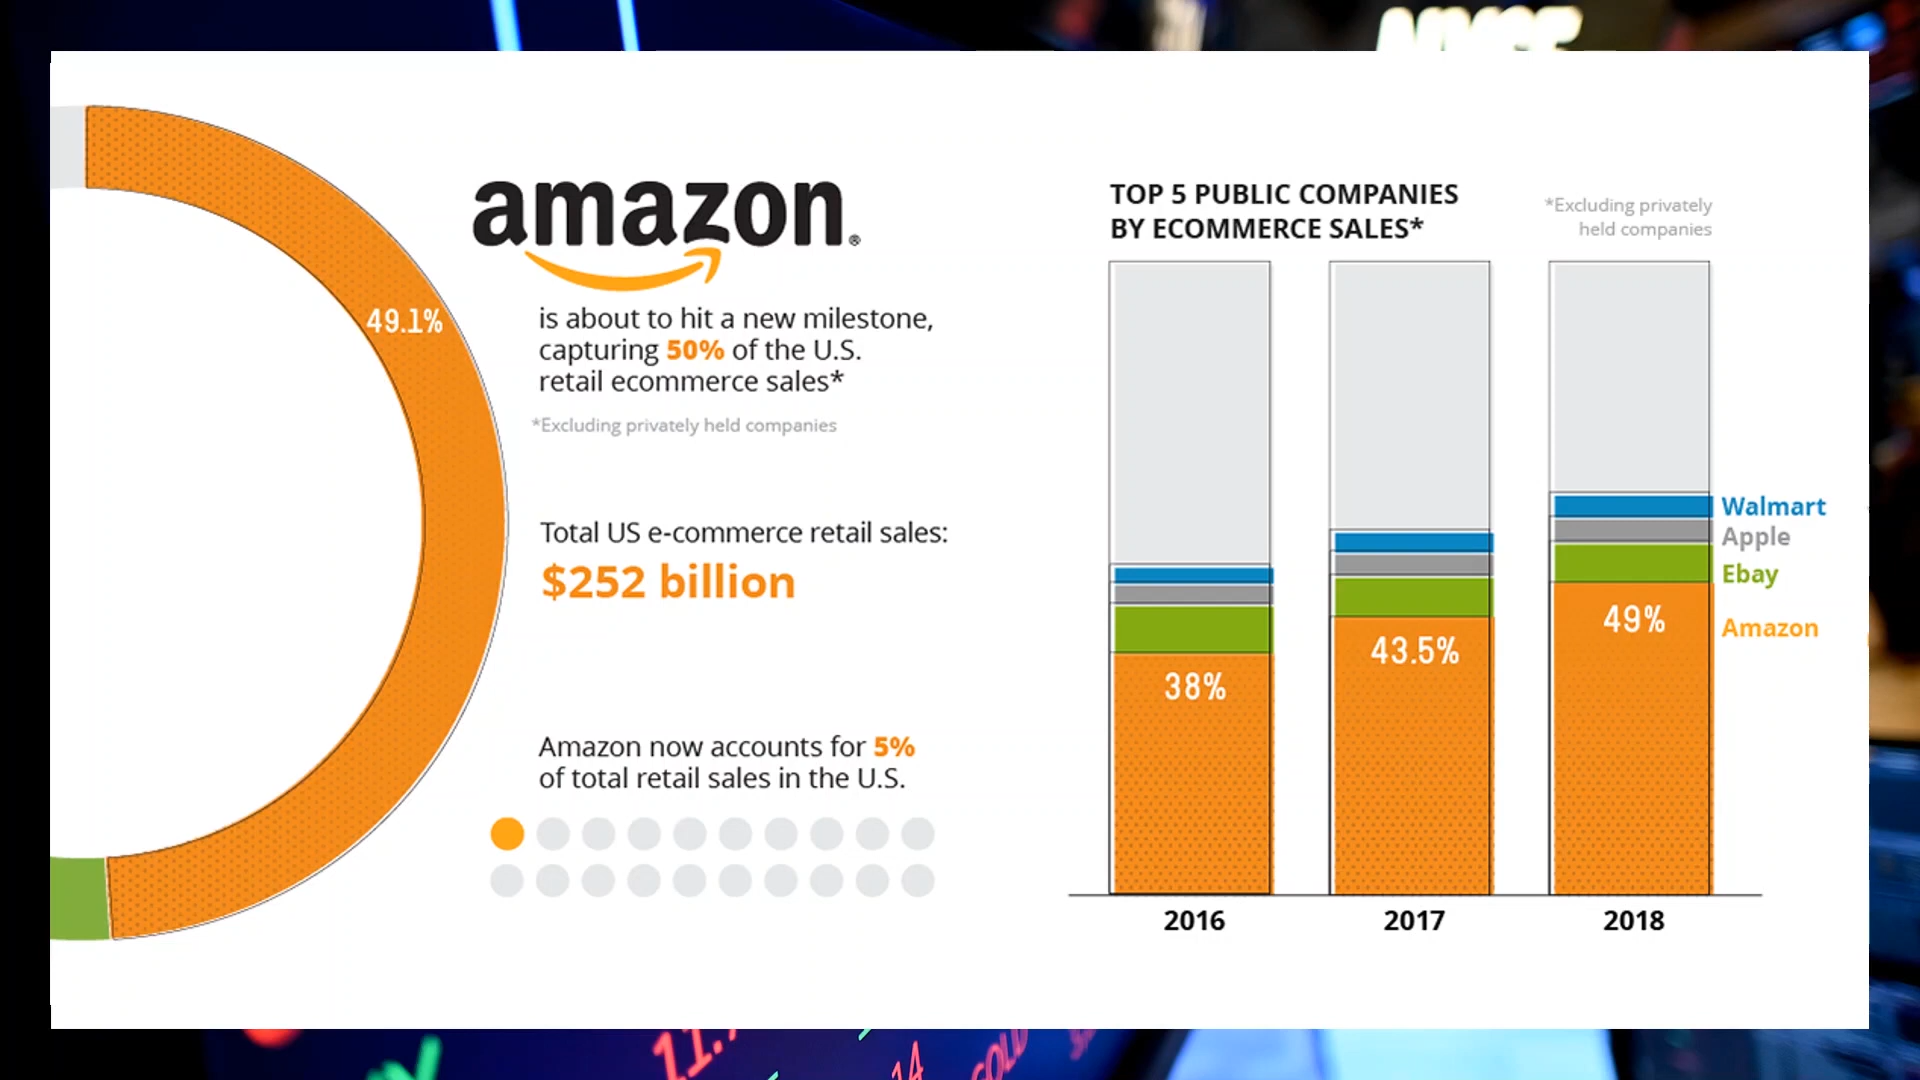 NYSE
49.1%
amazon®
is about to hit a new milestone,
capturing 50% of the U.S.
retail ecommerce sales*
*Excluding privately held companies
Total US e-commerce retail sales:
$252 billion
Amazon now accounts for 5%
of total retail sales in the U.S.
TOP 5 PUBLIC COMPANIES
BY ECOMMERCE SALES*
*Excluding privately
held companies
Walmart
Apple
Ebay
Amazon
38%
43.5%
49%
2016
2017
2018
14
GOLD